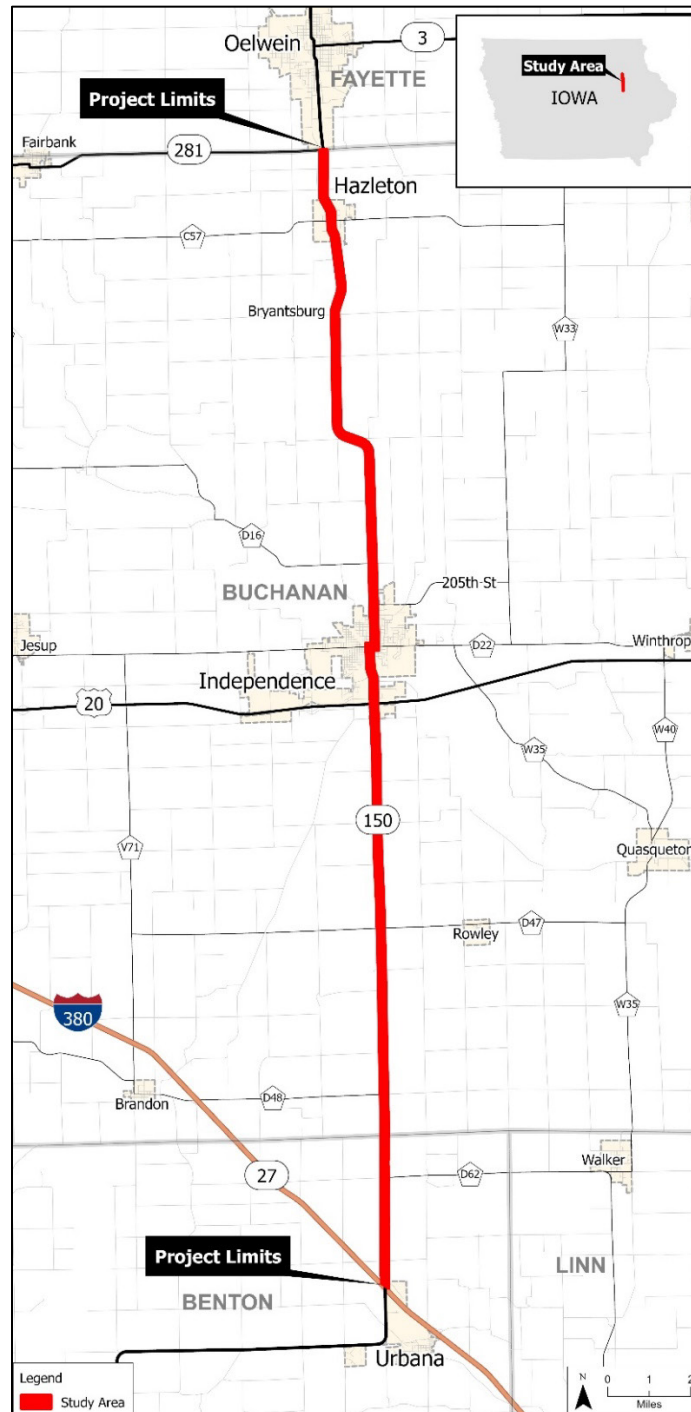 Oelwein
3
FAYETTE
Project Limits
Study Area
IOWA
Fairbank
281
Hazleton
C57
Bryantsburg
W33
D16
BUCHANAN
205th St
Jesup
D22
Winthrop
Independence
20
W35
W40
150
V71
Quasqueton
D47
Rowley
380
W35
Brandon
D48
27
D62
Walker
Project Limits
LINN
BENTON
Urbana
Legend
Study Area
N
0 1 2
Miles